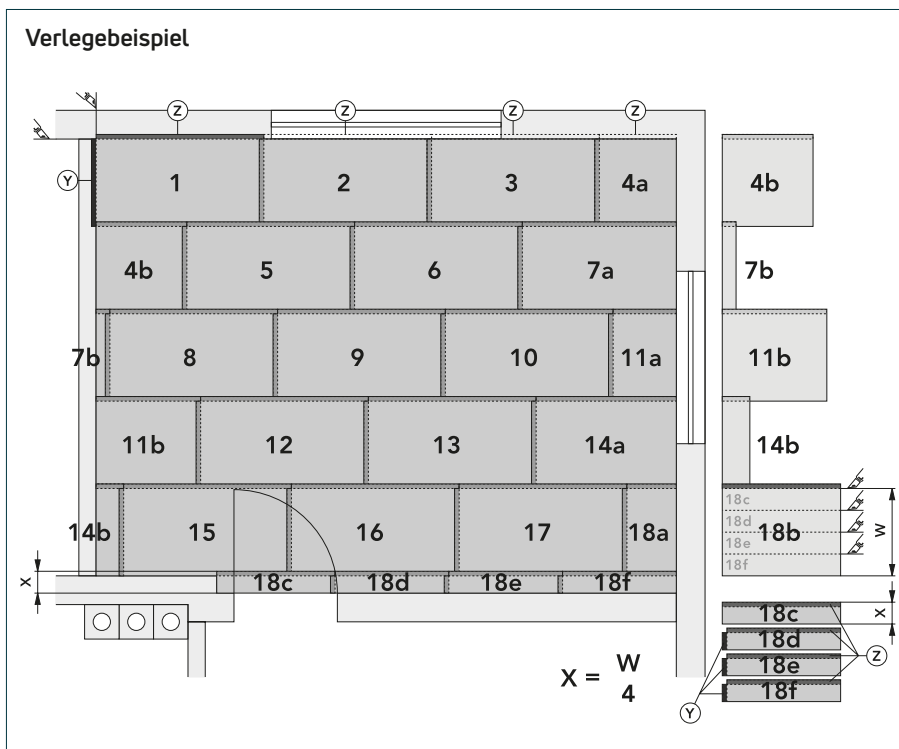 Verlegebeispiel
Z Z Z Z
Y 1 2 3 4a 4b
4b 5 6 7a 7b
7b 8 9 10 11a 11b
11b 12 13 14a 14b
14b 15 16 17 18a
18c
18d
18b
18e
18f
W
X
18c 18d 18e 18f
18c
X
18d
18e
Z
18f
Y
X = W
4